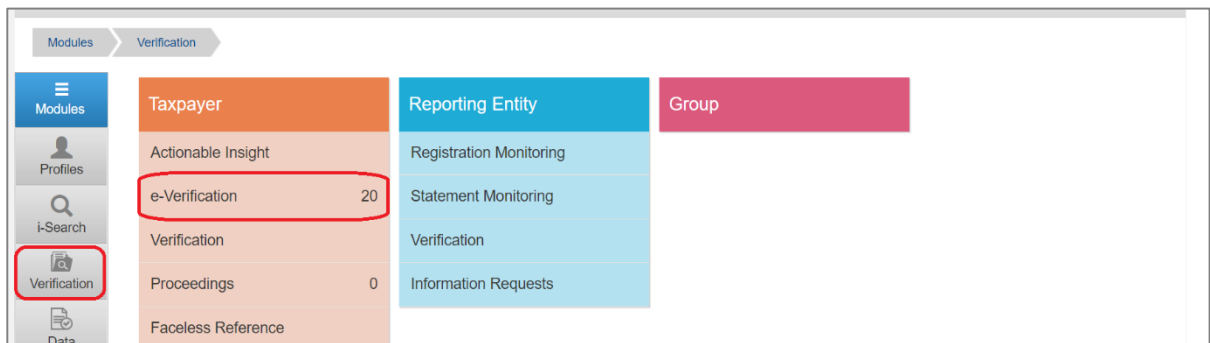 Modules Verification
Modules
Profiles
i-Search
Verification
Data
Taxpayer
Actionable Insight
e-Verification 20
Verification
Proceedings 0
Faceless Reference
Reporting Entity
Registration Monitoring
Statement Monitoring
Verification
Information Requests
Group